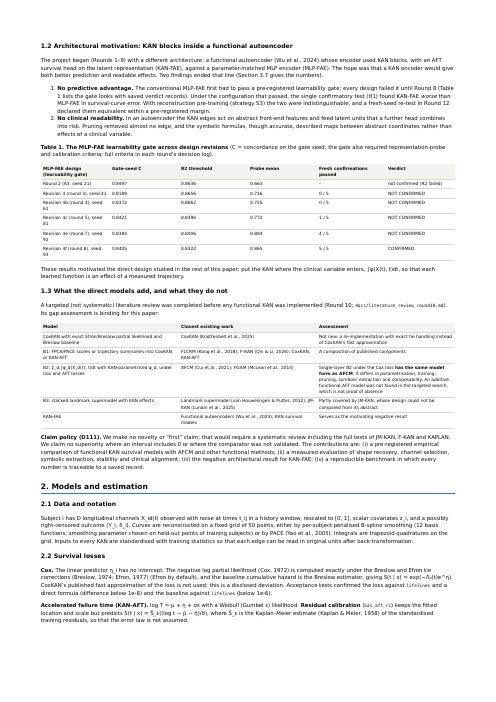 1.2 Architectural motivation: KAN blocks inside a functional autoencoder
The project began (Rounds 1–9) with a different architecture: a functional autoencoder (Wu et al., 2024) whose encoder used KAN blocks, with an AFT
survival head on the latent representation (KAN-FAE), against a parameter-matched MLP encoder (MLP-FAE). The hope was that a KAN encoder would give
both better prediction and readable effects. Two findings ended that line (Section 3.7 gives the numbers).
1. No predictive advantage. The conventional MLP-FAE first had to pass a pre-registered learnability gate; every design failed it until Round 8 (Table
1 lists the gate looks with saved verdict records). Under the configuration that passed, the single confirmatory test (H1) found KAN-FAE worse than
MLP-FAE in survival-curve error. With reconstruction pre-training (strategy S3) the two were indistinguishable, and a fresh-seed re-test in Round 12
declared them equivalent within a pre-registered margin.
2. No clinical readability. In an autoencoder the KAN edges act on abstract front-end features and feed latent units that a further head combines
into risk. Pruning removed almost no edge, and the symbolic formulas, though accurate, described maps between abstract coordinates rather than
effects of a clinical variable.
Table 1. The MLP-FAE learnability gate across design revisions (C = concordance on the gate seed; the gate also required representation-probe
and calibration criteria; full criteria in each round's decision log).
MLP-FAE design (learnability gate) Gate-seed C R2 threshold Probe mean Fresh confirmations passed Verdict
Round 2 (A3, seed 21) 0.8497 0.8636 0.663 – not confirmed (R2 failed)
Revision 4 (round 3), seed 41 0.8189 0.8656 0.716 0 / 5 NOT CONFIRMED
Revision 4b (round 4), seed 61 0.8372 0.8662 0.755 0 / 5 NOT CONFIRMED
Revision 4c (round 5), seed 81 0.8421 0.8390 0.772 1 / 5 NOT CONFIRMED
Revision 4e (round 7), seed 92 0.8384 0.8406 0.884 4 / 5 NOT CONFIRMED
Revision 4f (round 8), seed 93 0.8405 0.8322 0.865 5 / 5 CONFIRMED
These results motivated the direct design studied in the rest of this paper: put the KAN where the clinical variable enters, ∫φ(X(t), t)dt, so that each
learned function is an effect of a measured trajectory.
1.3 What the direct models add, and what they do not
A targeted (not systematic) literature review was completed before any functional KAN was implemented (Round 10; docs/literature_review_round10.md).
Its gap assessment is binding for this paper:
Model Closest existing work Assessment
CoxKAN with exact Efron/Breslow partial likelihood and Breslow baseline CoxKAN (Knottenbelt et al., 2025) Not new: a re-implementation with exact tie handling instead of CoxKAN's fast approximation
B1: FPCA/PACE scores or trajectory summaries into CoxKAN or KAN-AFT FLCRM (Kong et al., 2018); F-KAN (Qin & Li, 2026); CoxKAN; KAN-AFT A composition of published components
B2: Σ_d ∫φ_d(X_d(t), t)dt with KAN-parametrised φ_d, under Cox and AFT losses AFCM (Cui et al., 2021); FGAM (McLean et al., 2014) Single-layer B2 under the Cox loss has the same model form as AFCM; it differs in parametrisation, training, pruning, symbolic extraction and composability. An additive functional AFT model was not found in the targeted search, which is not proof of absence
B3: stacked landmark supermodel with KAN effects Landmark supermodel (van Houwelingen & Putter, 2012); JM-KAN (Lundin et al., 2025) Partly covered by JM-KAN, whose design could not be compared from its abstract
KAN-FAE Functional autoencoders (Wu et al., 2024); KAN survival models Serves as the motivating negative result
Claim policy (D111). We make no novelty or "first" claim; that would require a systematic review including the full texts of JM-KAN, F-KAN and KAPLAN.
We claim no superiority where an interval includes 0 or where the comparator was not validated. The contributions are: (i) a pre-registered empirical
comparison of functional KAN survival models with AFCM and other functional methods; (ii) a measured evaluation of shape recovery, channel selection,
symbolic extraction, stability and clinical alignment; (iii) the negative architectural result for KAN-FAE; (iv) a reproducible benchmark in which every
number is traceable to a saved record.
2. Models and estimation
2.1 Data and notation
Subject i has D longitudinal channels X_id(t) observed with noise at times t_ij in a history window, rescaled to [0, 1], scalar covariates z_i, and a possibly
right-censored outcome (Y_i, δ_i). Curves are reconstructed on a fixed grid of 50 points, either by per-subject penalised B-spline smoothing (12 basis
functions; smoothing parameter chosen on held-out points of training subjects) or by PACE (Yao et al., 2005). Integrals are trapezoid quadratures on the
grid. Inputs to every KAN are standardised with training statistics so that each edge can be read in original units after back-transformation.
2.2 Survival losses
Cox. The linear predictor η_i has no intercept. The negative log partial likelihood (Cox, 1972) is computed exactly under the Breslow and Efron tie
corrections (Breslow, 1974; Efron, 1977) (Efron by default), and the baseline cumulative hazard is the Breslow estimator, giving S(t | x) = exp(−Λ₀(t)e^η).
CoxKAN's published fast approximation of the loss is not used; this is a disclosed deviation. Acceptance tests confirmed the loss against lifelines and a
direct formula (difference below 1e-8) and the baseline against lifelines (below 1e-6).
Accelerated failure time (KAN-AFT). log T = μ + η + σε with a Weibull (Gumbel ε) likelihood. Residual calibration (b2s_aft_rc) keeps the fitted
location and scale but predicts S(t | x) = Ŝ_ε((log t − μ̂ − η̂)/σ̂), where Ŝ_ε is the Kaplan–Meier estimate (Kaplan & Meier, 1958) of the standardised
training residuals, so that the error law is not assumed.